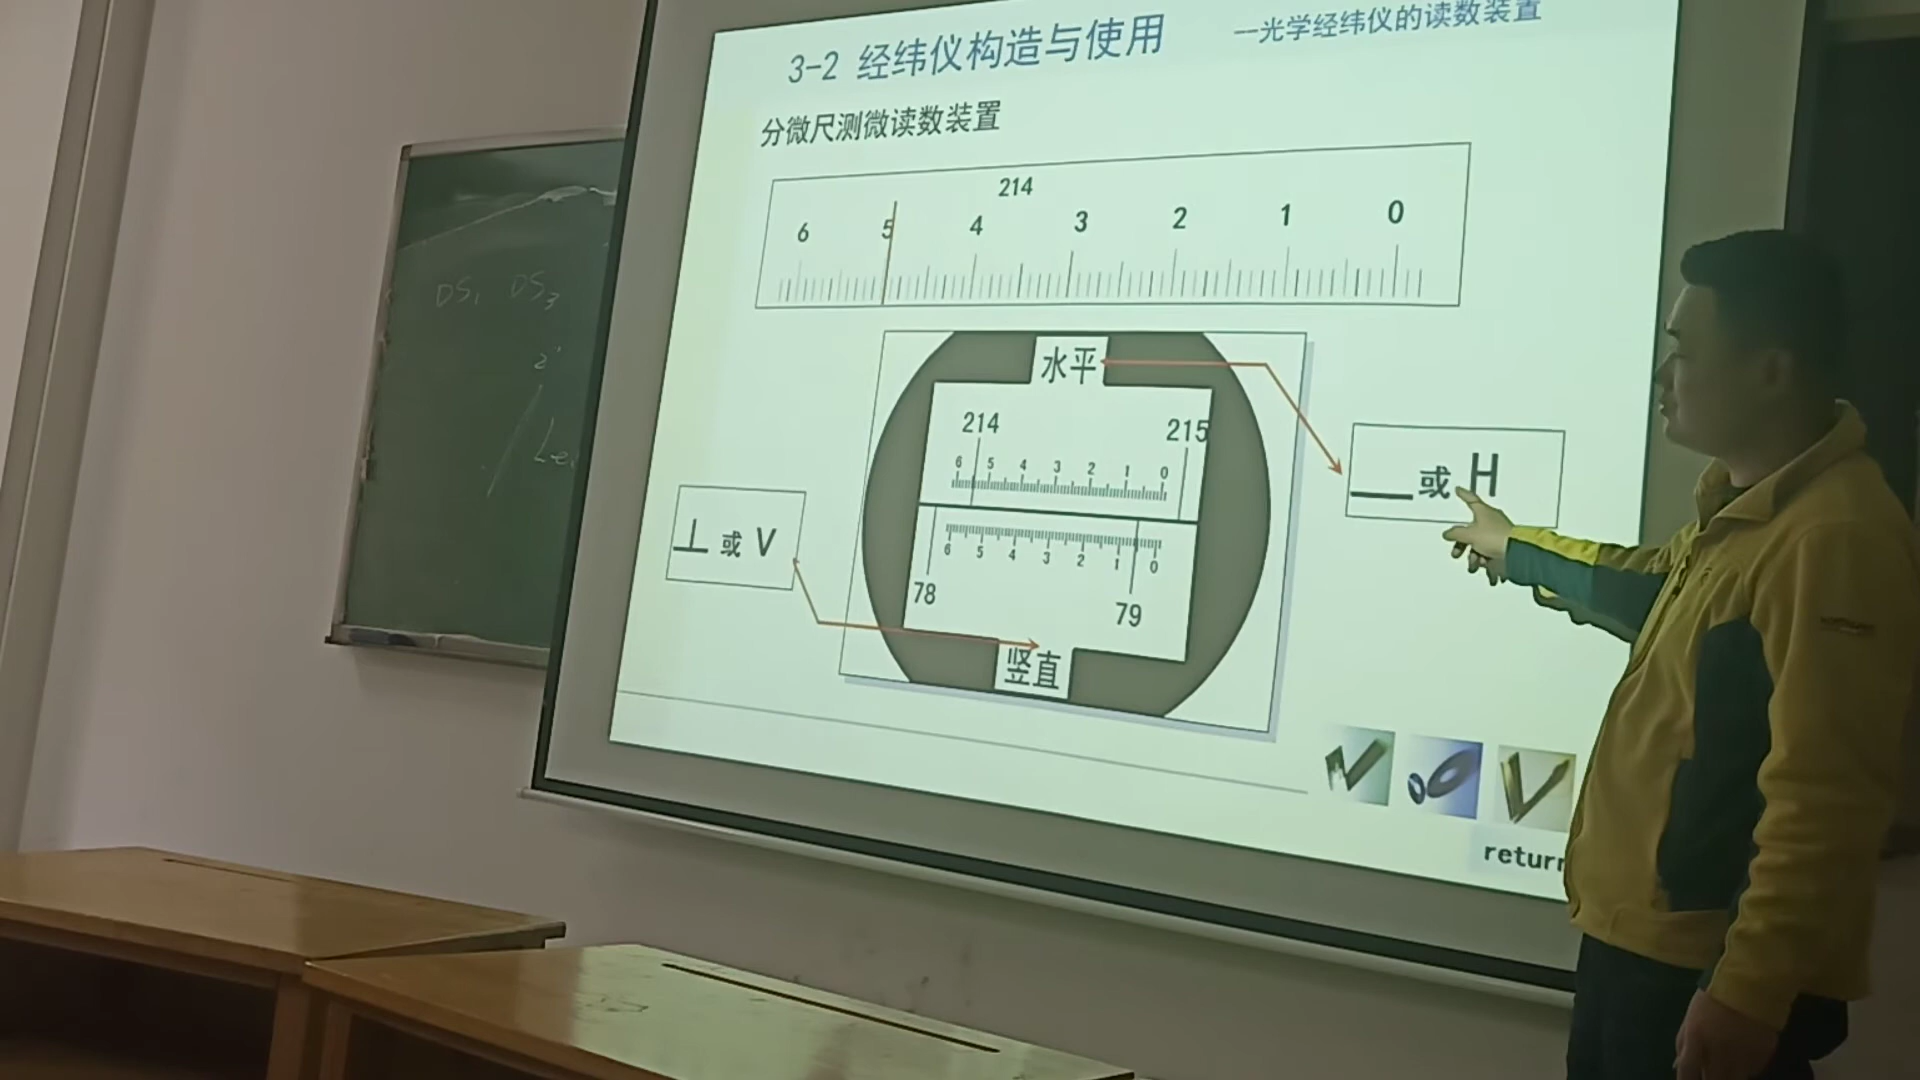 3-2 经纬仪构造与使用 —光学经纬仪的读数装置
分微尺测微读数装置
214
6 5 4 3 2 1 0
水平
214 215
6 5 4 3 2 1 0
一或 H
⊥ 或 V
6 5 4 3 2 1 0
78 79
竖直
return
DS₁ DS₃
2'